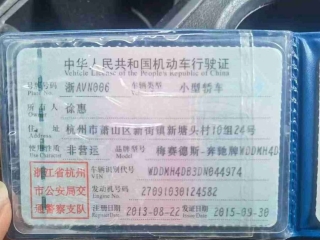 中华人民共和国机动车行驶证
Vehicle License of the People's Republic of China
号牌号码 浙AVN086 车辆类型 小型轿车
所有人 徐惠
住址 杭州市萧山区新街镇新塘头村10组24号
使用性质 非营运 品牌型号 梅赛德斯-奔驰牌WDDMH4D
浙江省杭州
市公安局交
通警察支队
车辆识别代号 WDDMH4DB3DN044974
VIN
发动机号码 27091030124582
注册日期 2013-08-22 发证日期 2015-09-30